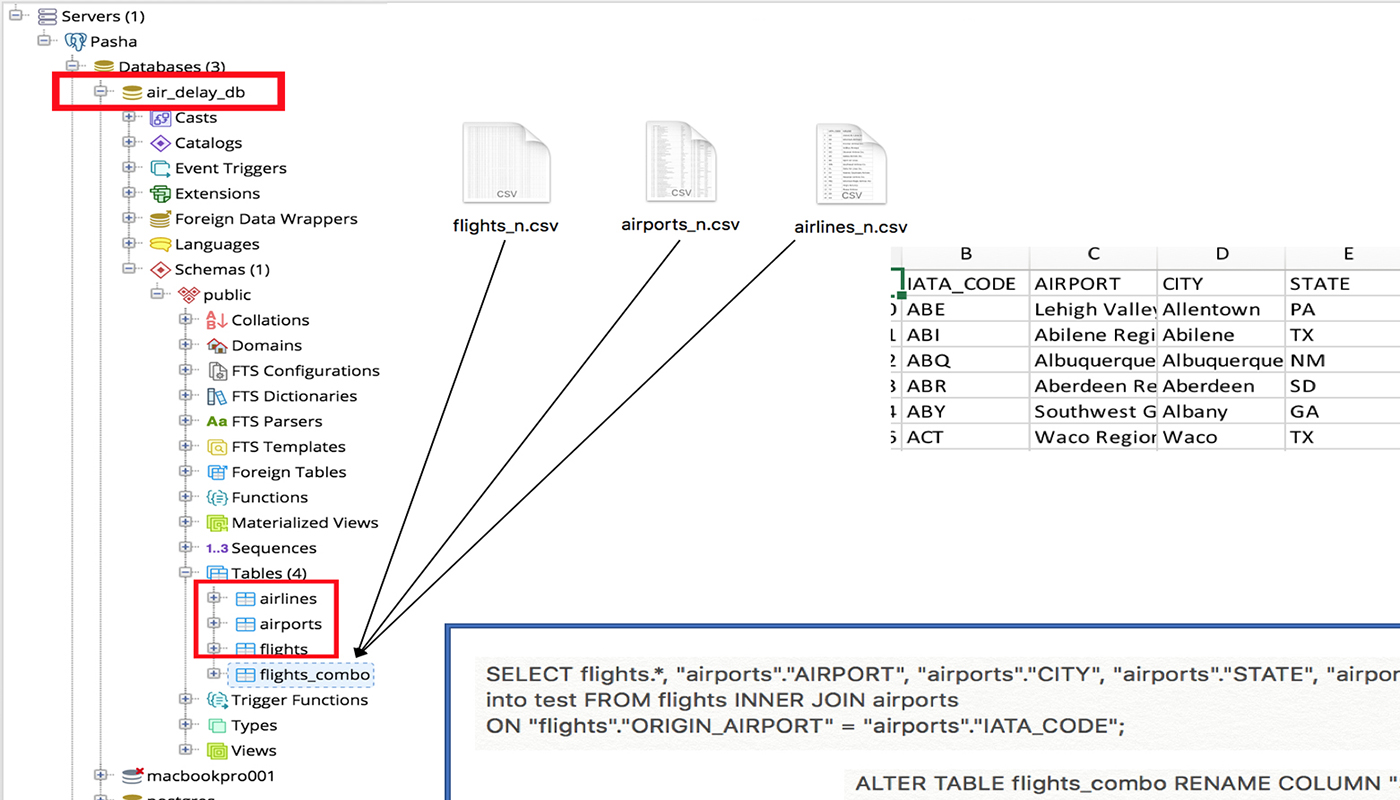 Servers (1)
Pasha
Databases (3)
air_delay_db
Casts
Catalogs
Event Triggers
Extensions
Foreign Data Wrappers
Languages
Schemas (1)
public
Collations
Domains
FTS Configurations
FTS Dictionaries
Aa FTS Parsers
FTS Templates
Foreign Tables
Functions
Materialized Views
1..3 Sequences
Tables (4)
airlines
airports
flights
flights_combo
Trigger Functions
Types
Views
macbookpro001
postgres
CSV
flights_n.csv
CSV
airports_n.csv
CSV
airlines_n.csv
B C D E
IATA_CODE AIRPORT CITY STATE
ABE Lehigh Valley Allentown PA
ABI Abilene Regi Abilene TX
ABQ Albuquerque Albuquerque NM
ABR Aberdeen Re Aberdeen SD
ABY Southwest G Albany GA
ACT Waco Region Waco TX
SELECT flights.*, "airports"."AIRPORT", "airports"."CITY", "airports"."STATE", "airpor
into test FROM flights INNER JOIN airports
ON "flights"."ORIGIN_AIRPORT" = "airports"."IATA_CODE";
ALTER TABLE flights_combo RENAME COLUMN "